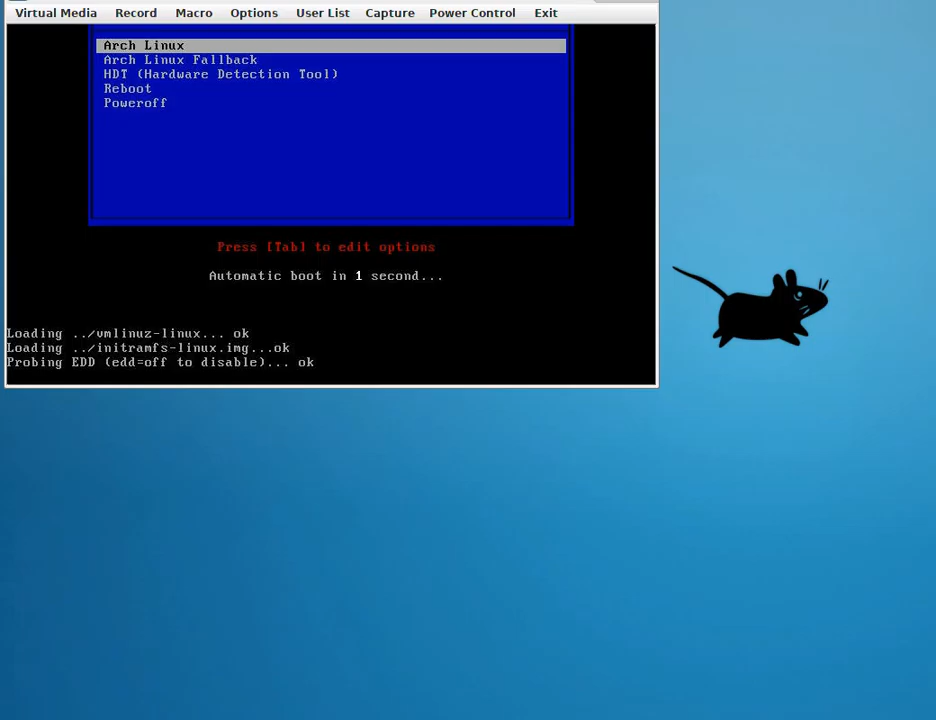 Virtual Media Record Macro Options User List Capture Power Control Exit
Arch Linux
Arch Linux Fallback
HDT (Hardware Detection Tool)
Reboot
Poweroff
Press [Tab] to edit options
Automatic boot in 1 second...
Loading ../vmlinuz-linux... ok
Loading ../initramfs-linux.img...ok
Probing EDD (edd=off to disable)... ok